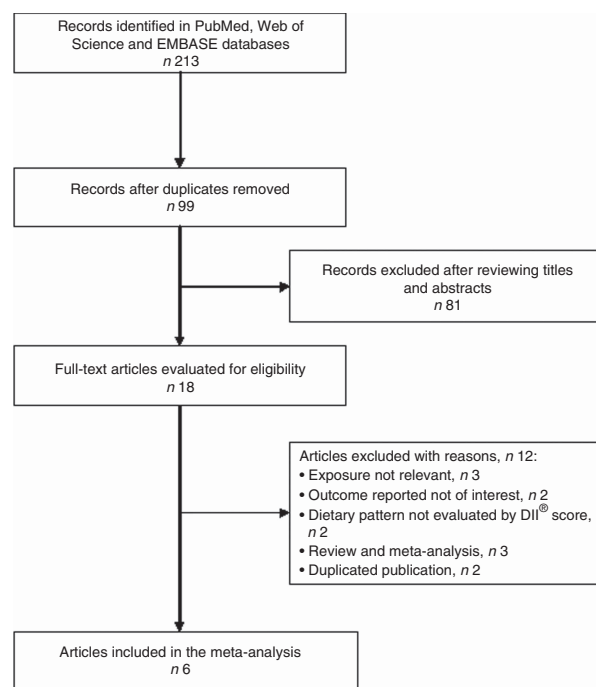 Records identified in PubMed, Web of
Science and EMBASE databases
n 213
Records after duplicates removed
n 99
Records excluded after reviewing titles
and abstracts
n 81
Full-text articles evaluated for eligibility
n 18
Articles excluded with reasons, n 12:
• Exposure not relevant, n 3
• Outcome reported not of interest, n 2
• Dietary pattern not evaluated by DII® score,
n 2
• Review and meta-analysis, n 3
• Duplicated publication, n 2
Articles included in the meta-analysis
n 6